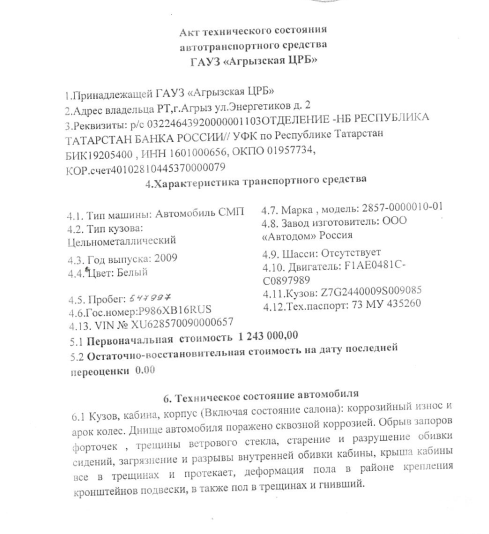 Акт технического состояния
автотранспортного средства
ГАУЗ «Агрызская ЦРБ»
1.Принадлежащей ГАУЗ «Агрызская ЦРБ»
2.Адрес владельца РТ,г.Агрыз ул.Энергетиков д. 2
3.Реквизиты: р/с 03224643920000001103ОТДЕЛЕНИЕ -НБ РЕСПУБЛИКА
ТАТАРСТАН БАНКА РОССИИ// УФК по Республике Татарстан
БИК19205400 , ИНН 1601000656, ОКПО 01957734,
КОР.счет40102810445370000079
4.Характеристика транспортного средства
4.1. Тип машины: Автомобиль СМП
4.2. Тип кузова:
Цельнометаллический
4.3. Год выпуска: 2009
4.4. Цвет: Белый
4.5. Пробег: 647997
4.6.Гос.номер:Р986ХВ16RUS
4.13. VIN № XU628570090000657
4.7. Марка , модель: 2857-0000010-01
4.8. Завод изготовитель: ООО
«Автодом» Россия
4.9. Шасси: Отсутствует
4.10. Двигатель: F1AE0481C-
C0897989
4.11.Кузов: Z7G2440009S009085
4.12.Тех.паспорт: 73 МУ 435260
5.1 Первоначальная стоимость 1 243 000,00
5.2 Остаточно-восстановительная стоимость на дату последней
переоценки 0.00
6. Техническое состояние автомобиля
6.1 Кузов, кабина, корпус (Включая состояние салона): коррозийный износ и
арок колес. Днище автомобиля поражено сквозной коррозией. Обрыв запоров
форточек , трещины ветрового стекла, старение и разрушение обивки
сидений, загрязнение и разрывы внутренней обивки кабины, крыша кабины
все в трещинах и протекает, деформация пола в районе крепления
кронштейнов подвески, в также пол в трещинах и гнивший.